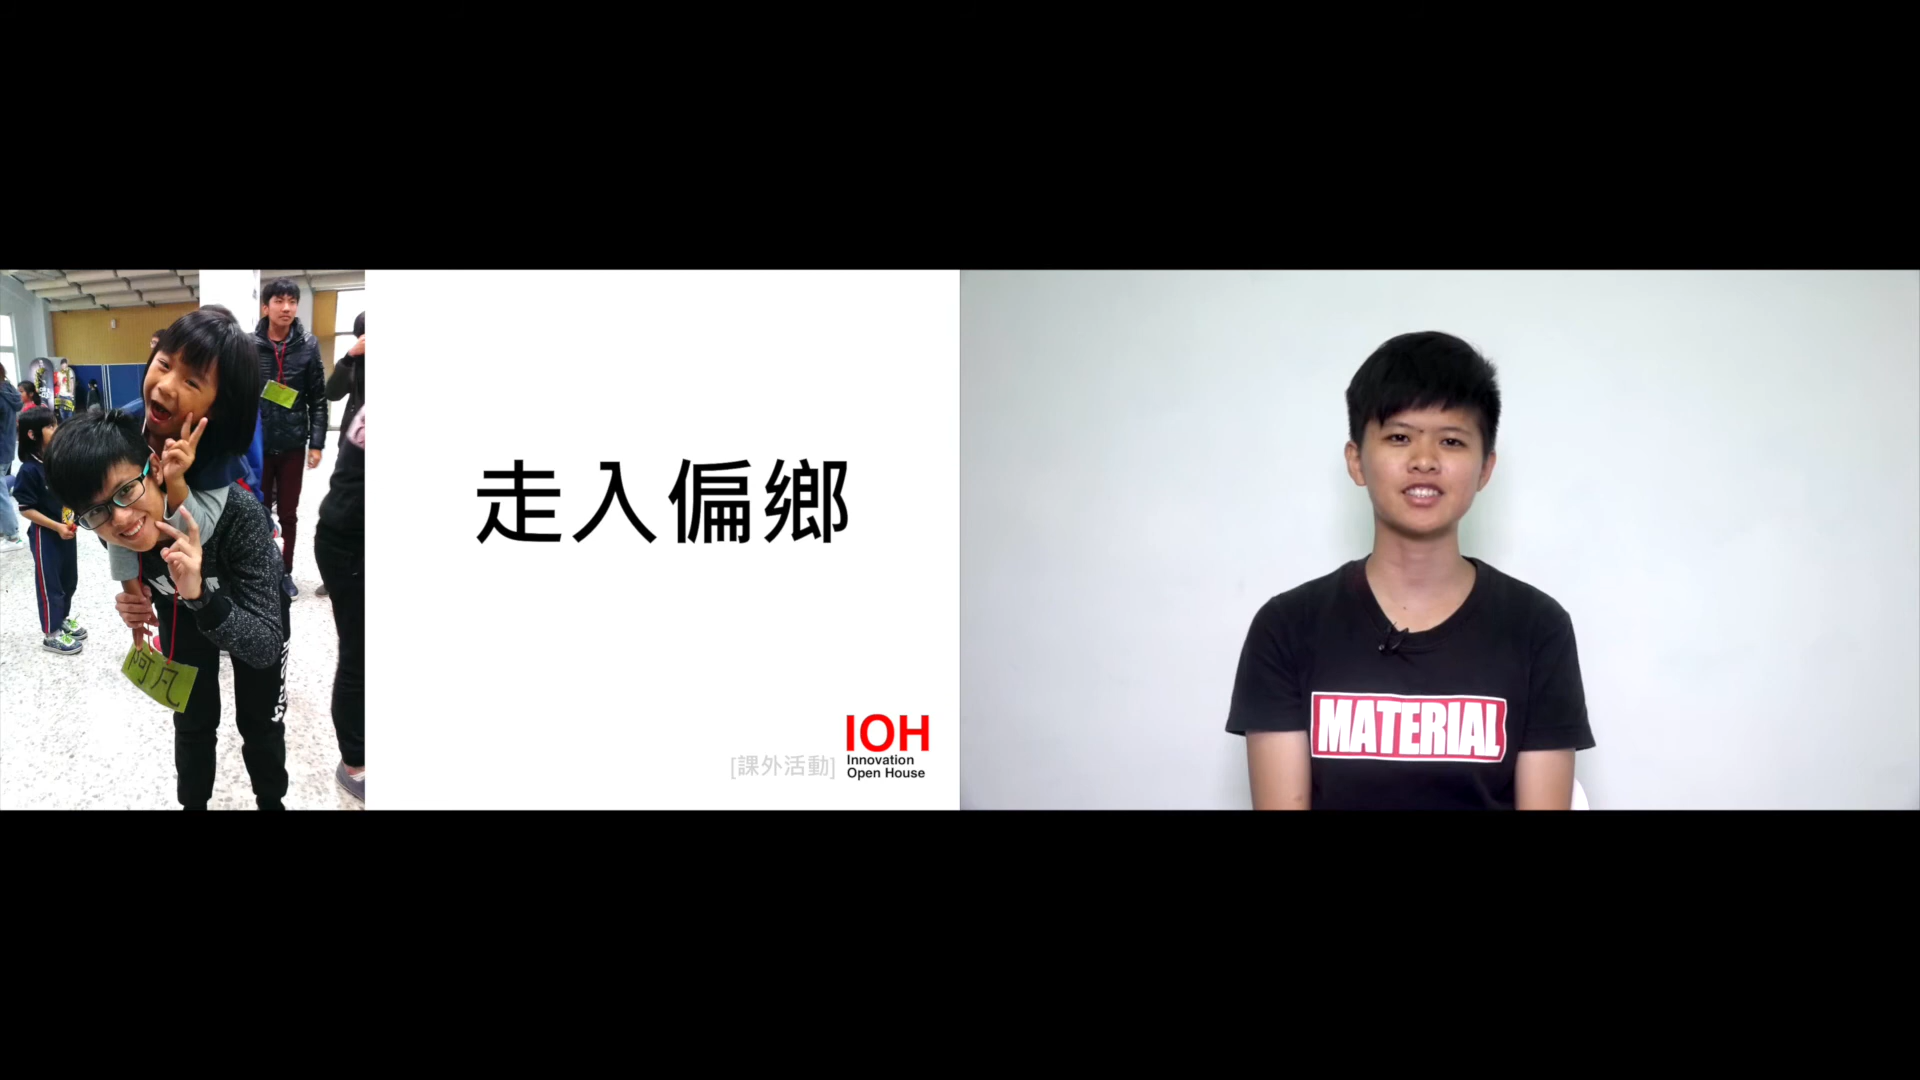 阿凡
走入偏鄉
[課外活動]
IOH
Innovation
Open House
MATERIAL